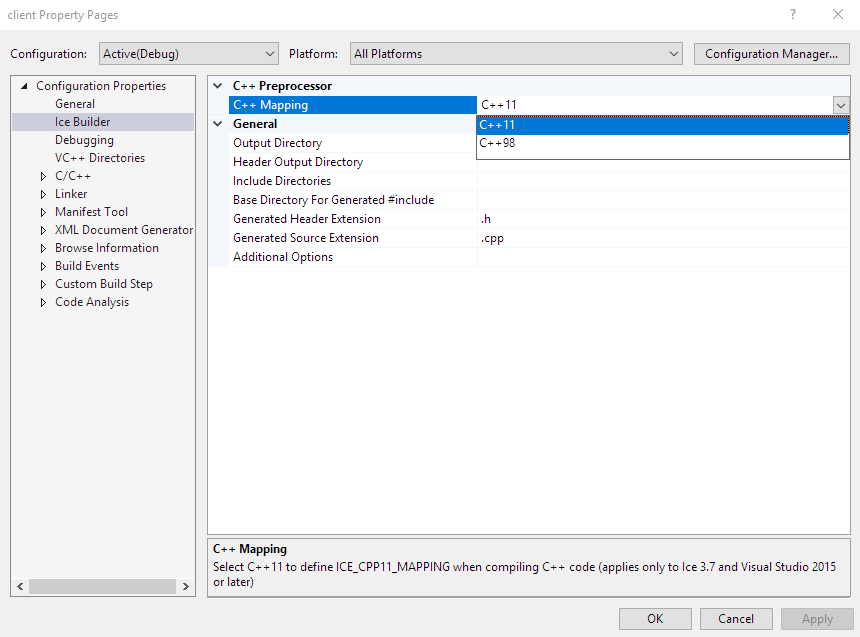 client Property Pages
?
Configuration: Active(Debug) Platform: All Platforms Configuration Manager...
Configuration Properties
General
Ice Builder
Debugging
VC++ Directories
C/C++
Linker
Manifest Tool
XML Document Generator
Browse Information
Build Events
Custom Build Step
Code Analysis
C++ Preprocessor
C++ Mapping C++11
C++11
C++98
General
Output Directory
Header Output Directory
Include Directories
Base Directory For Generated #include
Generated Header Extension .h
Generated Source Extension .cpp
Additional Options
C++ Mapping
Select C++11 to define ICE_CPP11_MAPPING when compiling C++ code (applies only to Ice 3.7 and Visual Studio 2015
or later)
OK Cancel Apply